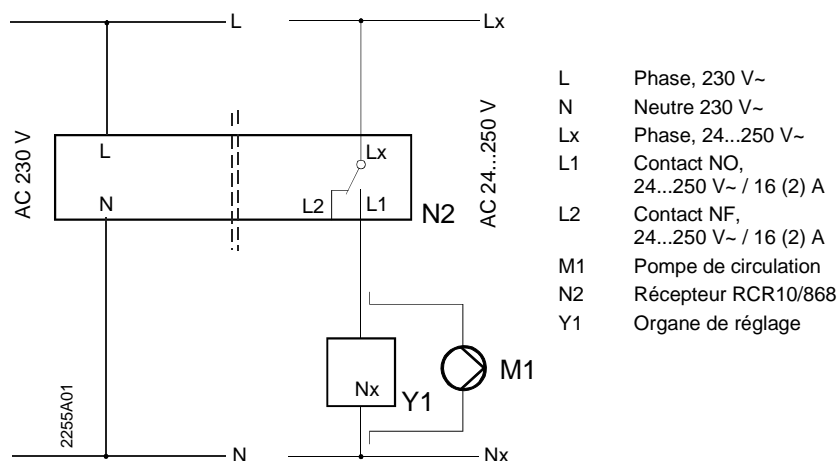 L
Lx
AC 230 V
L
N
Lx
L2
L1
N2
AC 24...250 V
Nx
Y1
M1
2255A01
N
Nx
L Phase, 230 V~
N Neutre 230 V~
Lx Phase, 24...250 V~
L1 Contact NO,
24...250 V~ / 16 (2) A
L2 Contact NF,
24...250 V~ / 16 (2) A
M1 Pompe de circulation
N2 Récepteur RCR10/868
Y1 Organe de réglage